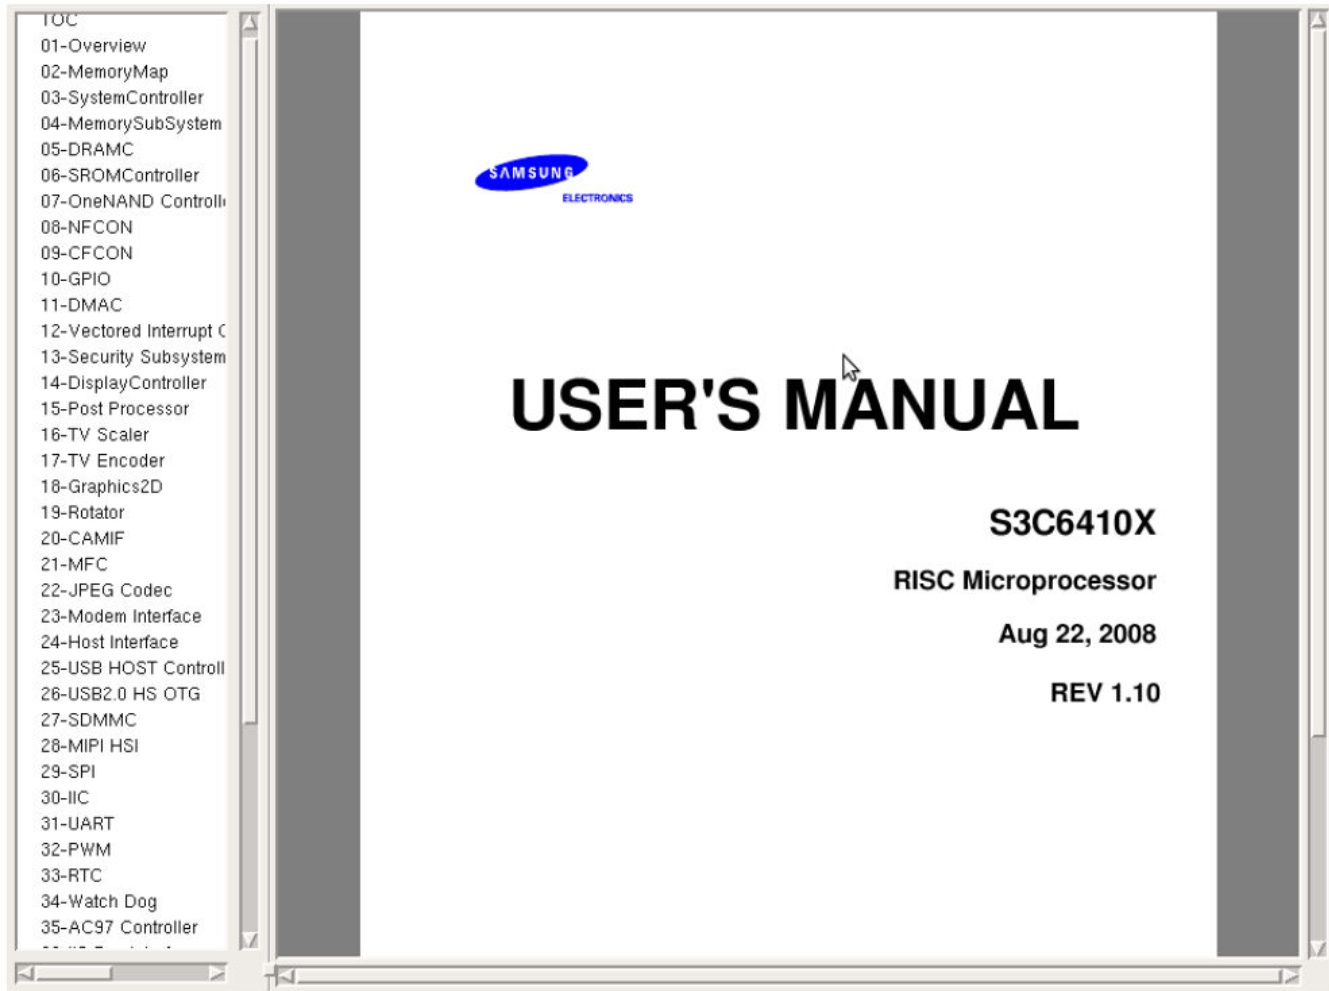 TOC
01-Overview
02-MemoryMap
03-SystemController
04-MemorySubSystem
05-DRAMC
06-SROMController
07-OneNAND Controll
08-NFCON
09-CFCON
10-GPIO
11-DMAC
12-Vectored Interrupt C
13-Security Subsystem
14-DisplayController
15-Post Processor
16-TV Scaler
17-TV Encoder
18-Graphics2D
19-Rotator
20-CAMIF
21-MFC
22-JPEG Codec
23-Modem Interface
24-Host Interface
25-USB HOST Controll
26-USB2.0 HS OTG
27-SDMMC
28-MIPI HSI
29-SPI
30-IIC
31-UART
32-PWM
33-RTC
34-Watch Dog
35-AC97 Controller
SAMSUNG
ELECTRONICS
USER'S MANUAL
S3C6410X
RISC Microprocessor
Aug 22, 2008
REV 1.10